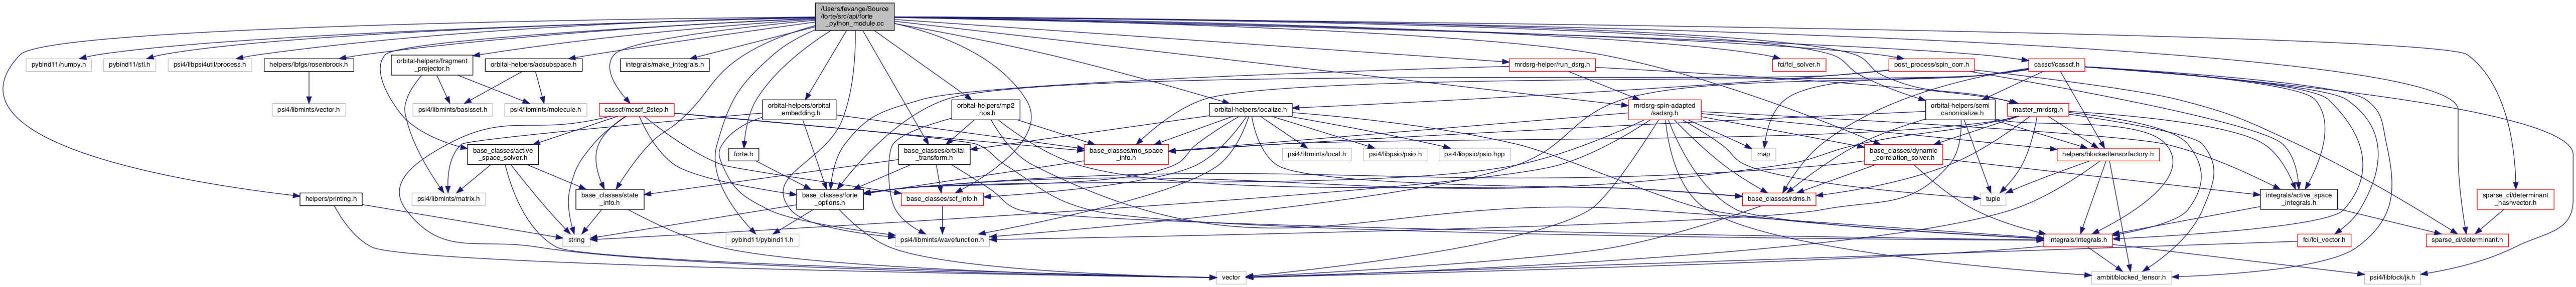 /Users/fevange/Source
/forte/src/api/forte
_python_module.cc
pybind11/numpy.h
pybind11/stl.h
psi4/libpsi4util/process.h
helpers/lbfgs/rosenbrock.h
orbital-helpers/fragment
_projector.h
orbital-helpers/aosubspace.h
integrals/make_integrals.h
mrdsrg-helper/run_dsrg.h
fci/fci_solver.h
post_process/spin_corr.h
casscf/casscf.h
psi4/libmints/vector.h
psi4/libmints/basisset.h
psi4/libmints/molecule.h
casscf/mcscf_2step.h
orbital-helpers/orbital
_embedding.h
orbital-helpers/mp2
_nos.h
orbital-helpers/localize.h
mrdsrg-spin-adapted
/sadsrg.h
orbital-helpers/semi
_canonicalize.h
master_mrdsrg.h
base_classes/active
_space_solver.h
forte.h
base_classes/orbital
_transform.h
base_classes/mo_space
_info.h
psi4/libmints/local.h
psi4/libpsio/psio.h
psi4/libpsio/psio.hpp
map
base_classes/dynamic
_correlation_solver.h
helpers/blockedtensorfactory.h
helpers/printing.h
psi4/libmints/matrix.h
base_classes/state
_info.h
base_classes/forte
_options.h
base_classes/scf_info.h
base_classes/rdms.h
tuple
integrals/active_space
_integrals.h
sparse_ci/determinant
_hashvector.h
string
pybind11/pybind11.h
psi4/libmints/wavefunction.h
integrals/integrals.h
fci/fci_vector.h
sparse_ci/determinant.h
vector
ambit/blocked_tensor.h
psi4/libfock/jk.h